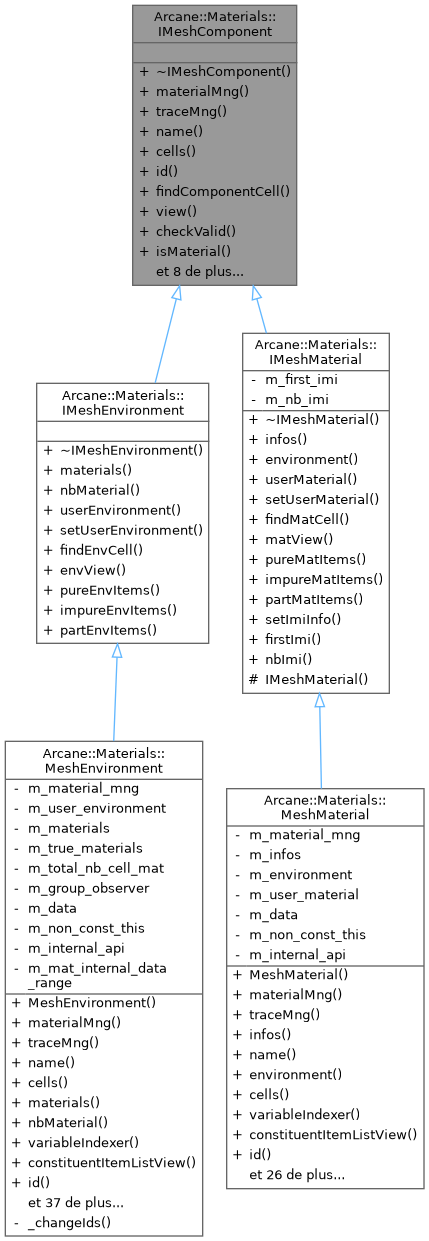 Arcane::Materials::
IMeshComponent
+ ~IMeshComponent()
+ materialMng()
+ traceMng()
+ name()
+ cells()
+ id()
+ findComponentCell()
+ view()
+ checkValid()
+ isMaterial()
et 8 de plus...
Arcane::Materials::
IMeshEnvironment
+ ~IMeshEnvironment()
+ materials()
+ nbMaterial()
+ userEnvironment()
+ setUserEnvironment()
+ findEnvCell()
+ envView()
+ pureEnvItems()
+ impureEnvItems()
+ partEnvItems()
Arcane::Materials::
IMeshMaterial
- m_first_imi
- m_nb_imi
+ ~IMeshMaterial()
+ infos()
+ environment()
+ userMaterial()
+ setUserMaterial()
+ findMatCell()
+ matView()
+ pureMatItems()
+ impureMatItems()
+ partMatItems()
+ setImiInfo()
+ firstImi()
+ nbImi()
# IMeshMaterial()
Arcane::Materials::
MeshEnvironment
- m_material_mng
- m_user_environment
- m_materials
- m_true_materials
- m_total_nb_cell_mat
- m_group_observer
- m_data
- m_non_const_this
- m_internal_api
- m_mat_internal_data
_range
+ MeshEnvironment()
+ materialMng()
+ traceMng()
+ name()
+ cells()
+ materials()
+ nbMaterial()
+ variableIndexer()
+ constituentItemListView()
+ id()
et 37 de plus...
- _changeIds()
Arcane::Materials::
MeshMaterial
- m_material_mng
- m_infos
- m_environment
- m_user_material
- m_data
- m_non_const_this
- m_internal_api
+ MeshMaterial()
+ materialMng()
+ traceMng()
+ infos()
+ name()
+ environment()
+ cells()
+ variableIndexer()
+ constituentItemListView()
+ id()
et 26 de plus...